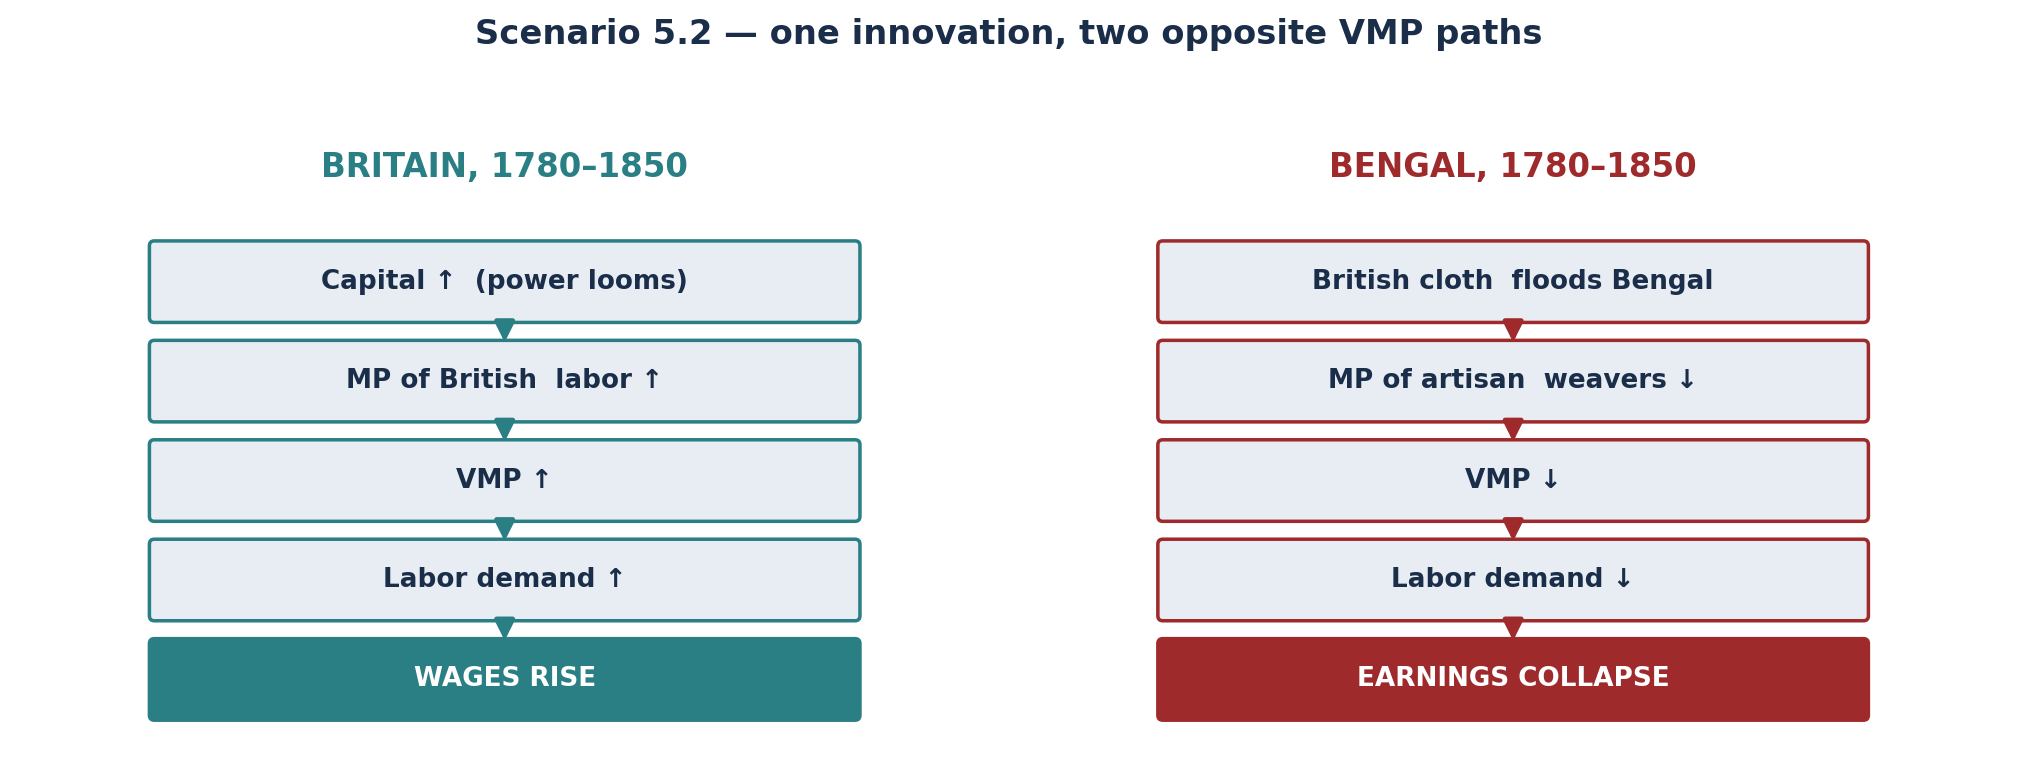 Scenario 5.2 — one innovation, two opposite VMP paths
BRITAIN, 1780–1850
Capital ↑  (power looms)
MP of British  labor ↑
VMP ↑
Labor demand ↑
WAGES RISE
BENGAL, 1780–1850
British cloth  floods Bengal
MP of artisan  weavers ↓
VMP ↓
Labor demand ↓
EARNINGS COLLAPSE